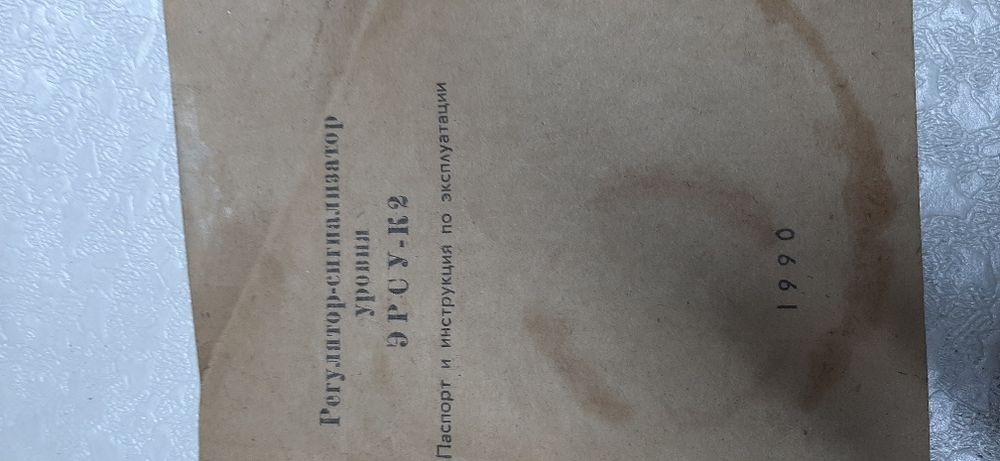 Регулятор-сигнализатор
уровня
ЭРСУ-К2
Паспорт и инструкция по эксплуатации
1990